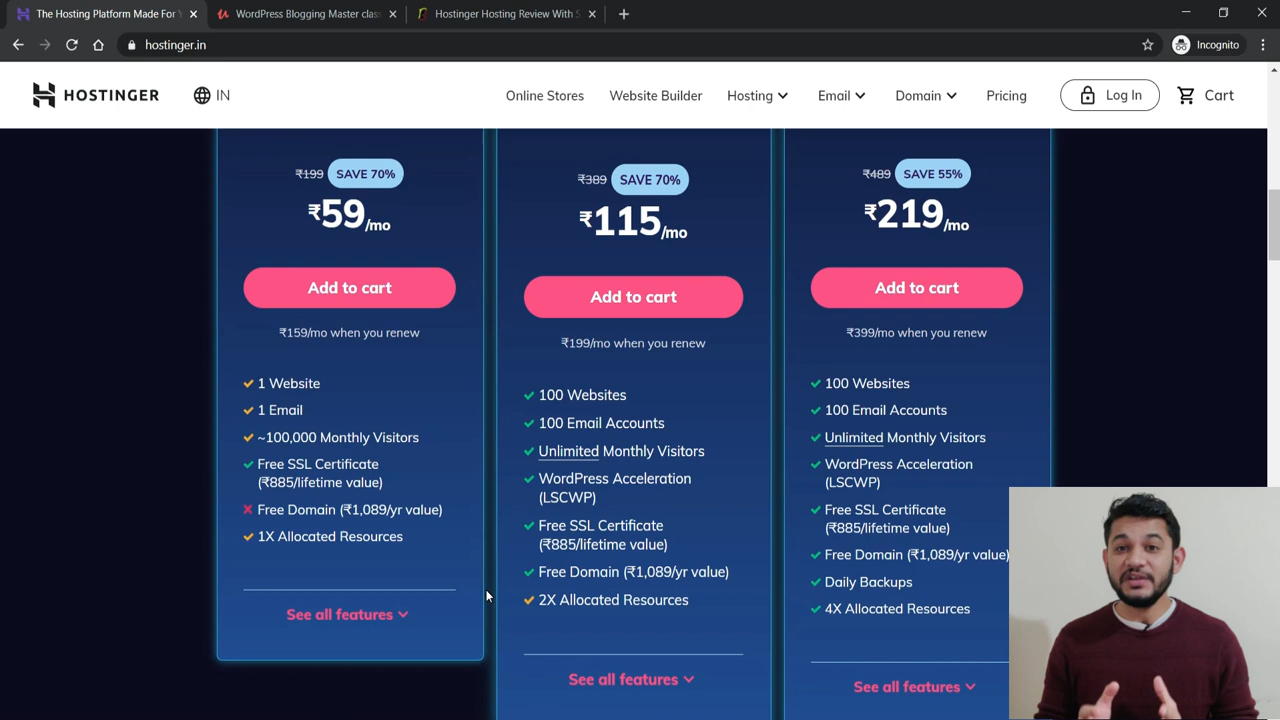 The Hosting Platform Made For Y
WordPress Blogging Master clas
Hostinger Hosting Review With S
hostinger.in
Incognito
HOSTINGER
IN
Online Stores
Website Builder
Hosting
Email
Domain
Pricing
Log In
Cart
₹199 SAVE 70%
₹59/mo
Add to cart
₹159/mo when you renew
1 Website
1 Email
~100,000 Monthly Visitors
Free SSL Certificate
(₹885/lifetime value)
Free Domain (₹1,089/yr value)
1X Allocated Resources
See all features
₹389 SAVE 70%
₹115/mo
Add to cart
₹199/mo when you renew
100 Websites
100 Email Accounts
Unlimited Monthly Visitors
WordPress Acceleration
(LSCWP)
Free SSL Certificate
(₹885/lifetime value)
Free Domain (₹1,089/yr value)
2X Allocated Resources
See all features
₹489 SAVE 55%
₹219/mo
Add to cart
₹399/mo when you renew
100 Websites
100 Email Accounts
Unlimited Monthly Visitors
WordPress Acceleration
(LSCWP)
Free SSL Certificate
(₹885/lifetime value)
Free Domain (₹1,089/yr value)
Daily Backups
4X Allocated Resources
See all features